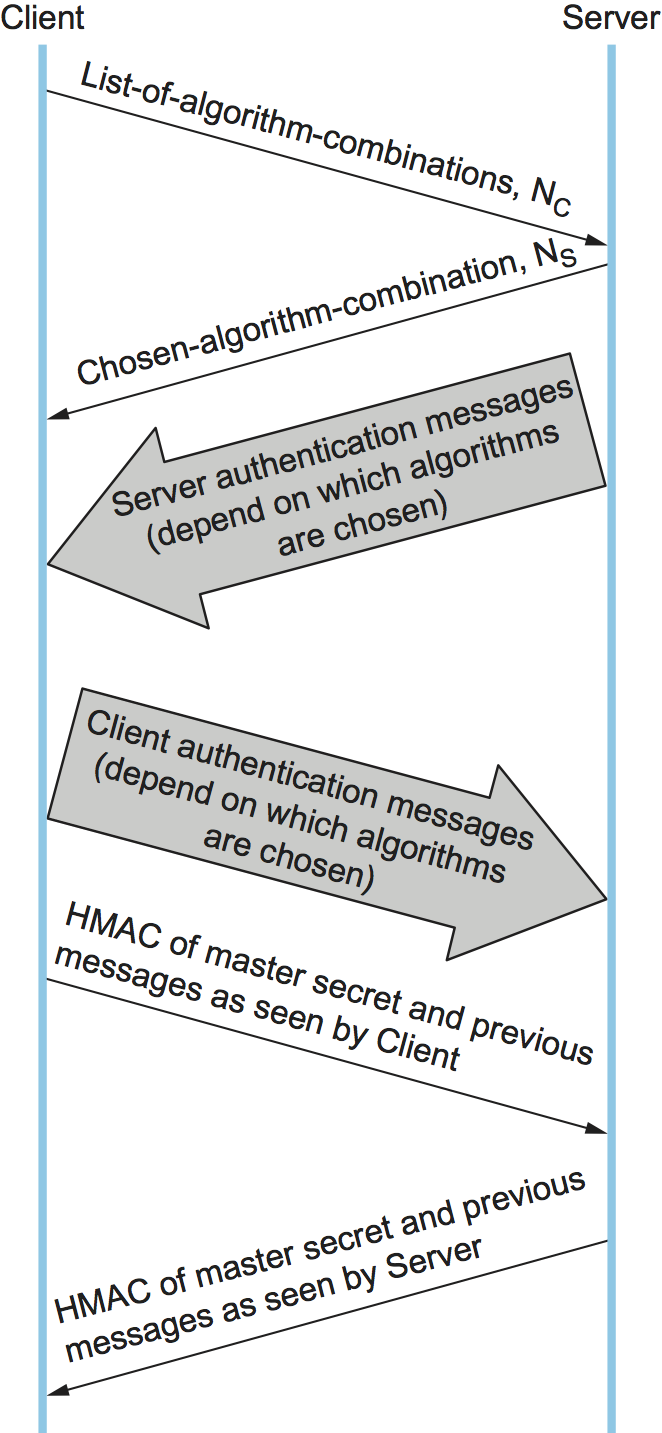 Client
Server
List-of-algorithm-combinations, NC
Chosen-algorithm-combination, NS
Server authentication messages
(depend on which algorithms
are chosen)
Client authentication messages
(depend on which algorithms
are chosen)
HMAC of master secret and previous
messages as seen by Client
HMAC of master secret and previous
messages as seen by Server